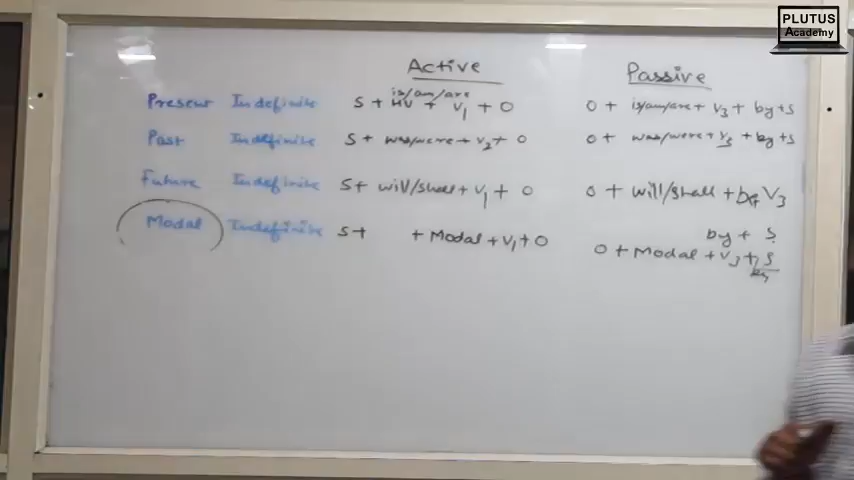 PLUTUS
Academy
Active
Passive
is/am/are
Present Indefinite S + HV + V1 + O O + is/am/are + V3 + by+S
Past Indefinite S + was/were + V2 + O O + was/were + V3 + by+S
Future Indefinite S + will/shall + V1 + O O + will/shall + be+V3
by + S
Modal Indefinite S+ + Modal + V1 + O O + Modal + V3 + S
by